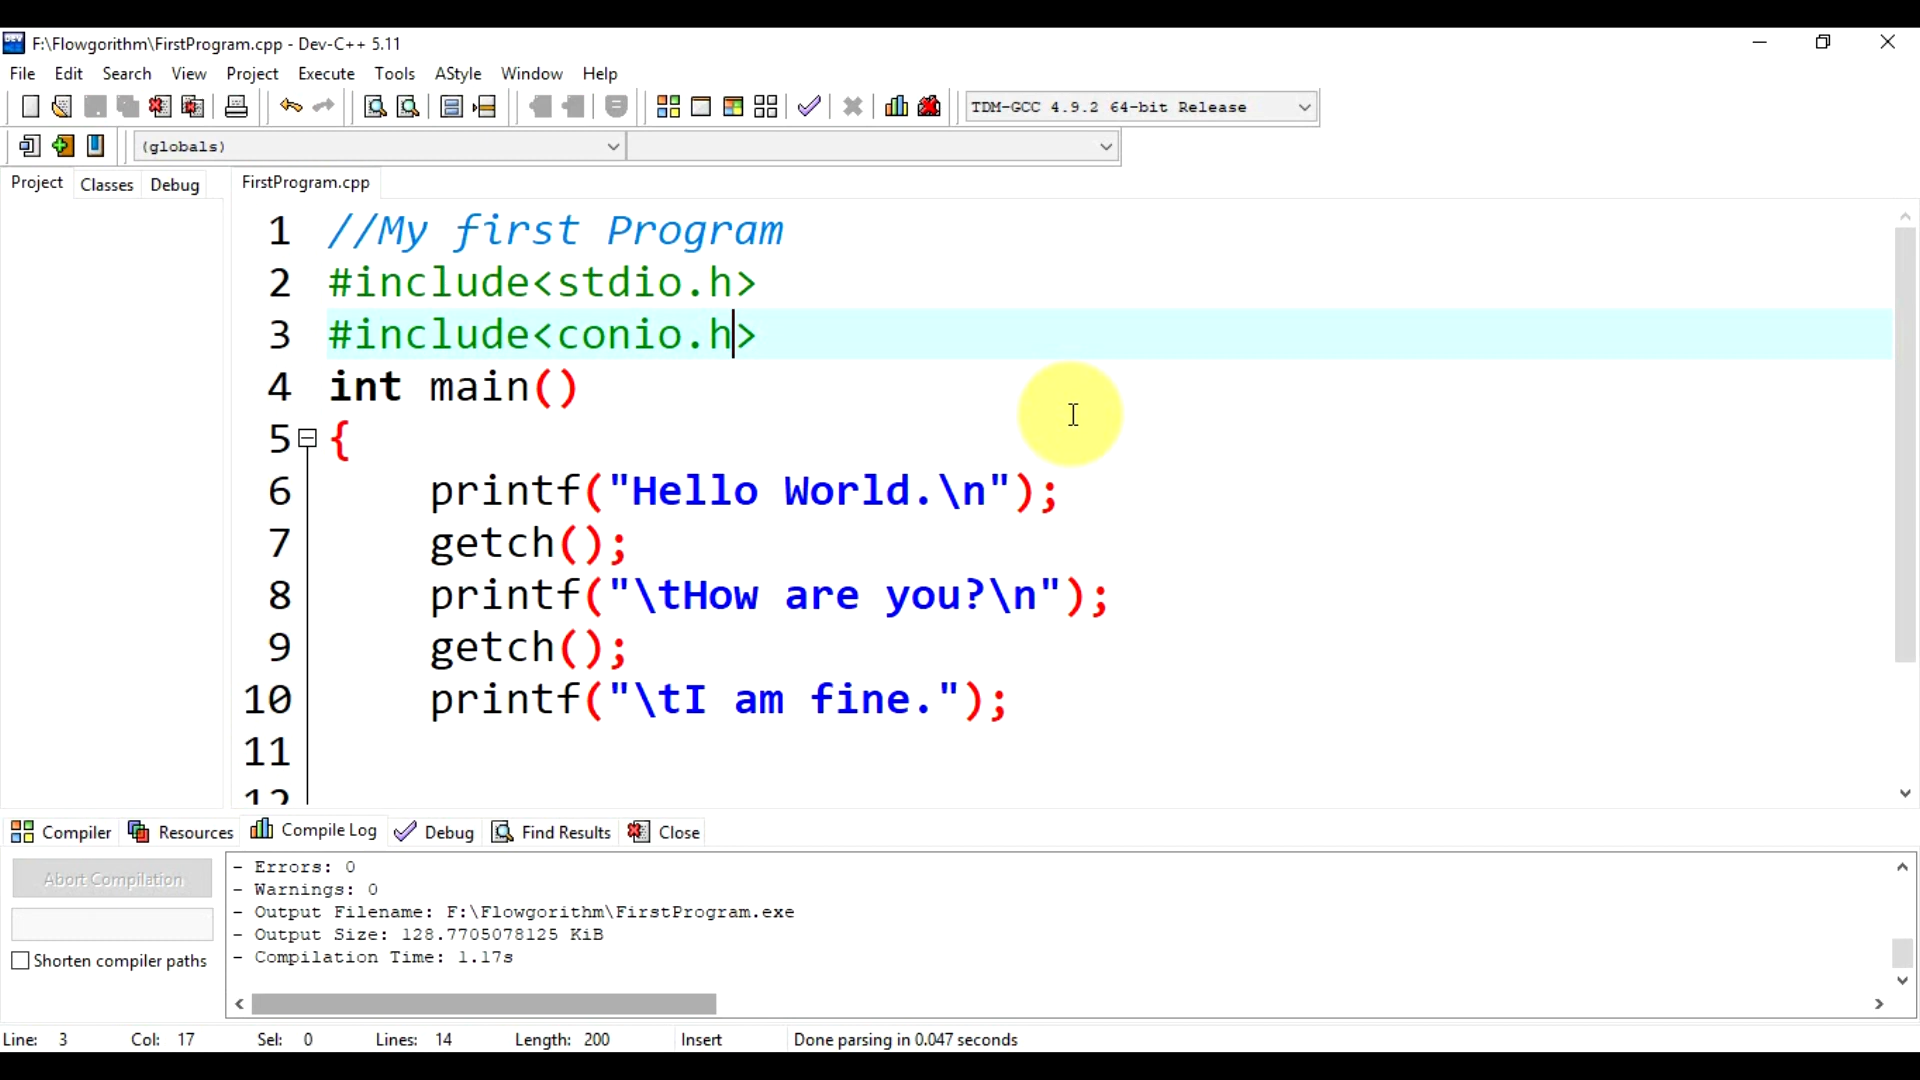 F:\Flowgorithm\FirstProgram.cpp - Dev-C++ 5.11
File Edit Search View Project Execute Tools AStyle Window Help
TDM-GCC 4.9.2 64-bit Release
(globals)
Project Classes Debug FirstProgram.cpp
1 //My first Program
2 #include<stdio.h>
3 #include<conio.h>
4 int main()
5 {
6 printf("Hello World.\n");
7 getch();
8 printf("\tHow are you?\n");
9 getch();
10 printf("\tI am fine.");
11
12
Compiler Resources Compile Log Debug Find Results Close
Abort Compilation
Shorten compiler paths
- Errors: 0
- Warnings: 0
- Output Filename: F:\Flowgorithm\FirstProgram.exe
- Output Size: 128.7705078125 KiB
- Compilation Time: 1.17s
Line: 3 Col: 17 Sel: 0 Lines: 14 Length: 200 Insert Done parsing in 0.047 seconds